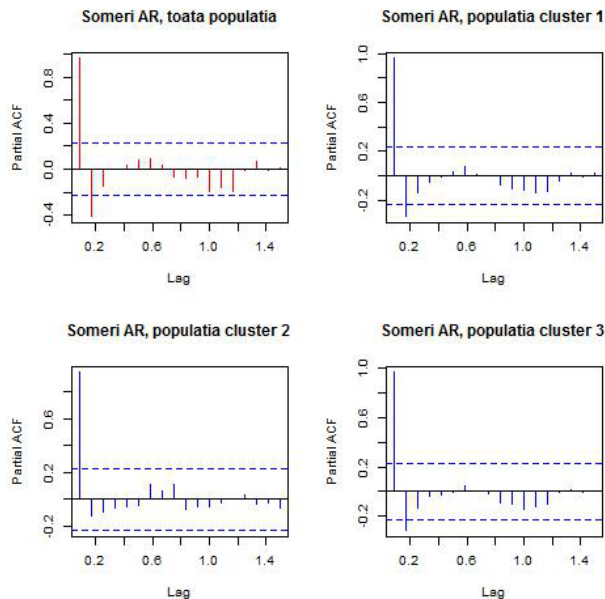 Someri AR, toata populatia
Partial ACF
0.8
0.4
0.0
-0.4
0.2
0.6
1.0
1.4
Lag
Someri AR, populatia cluster 1
Partial ACF
1.0
0.6
0.2
-0.2
0.2
0.6
1.0
1.4
Lag
Someri AR, populatia cluster 2
Partial ACF
0.6
0.2
-0.2
0.2
0.6
1.0
1.4
Lag
Someri AR, populatia cluster 3
Partial ACF
1.0
0.6
0.2
-0.2
0.2
0.6
1.0
1.4
Lag